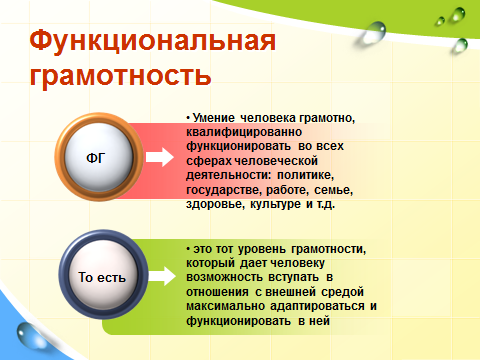 Функциональная
грамотность
ФГ
• Умение человека грамотно,
квалифицированно
функционировать во всех
сферах человеческой
деятельности: политике,
государстве, работе, семье,
здоровье, культуре и т.д.
То есть
• это тот уровень грамотности,
который дает человеку
возможность вступать в
отношения с внешней средой
максимально адаптироваться и
функционировать в ней